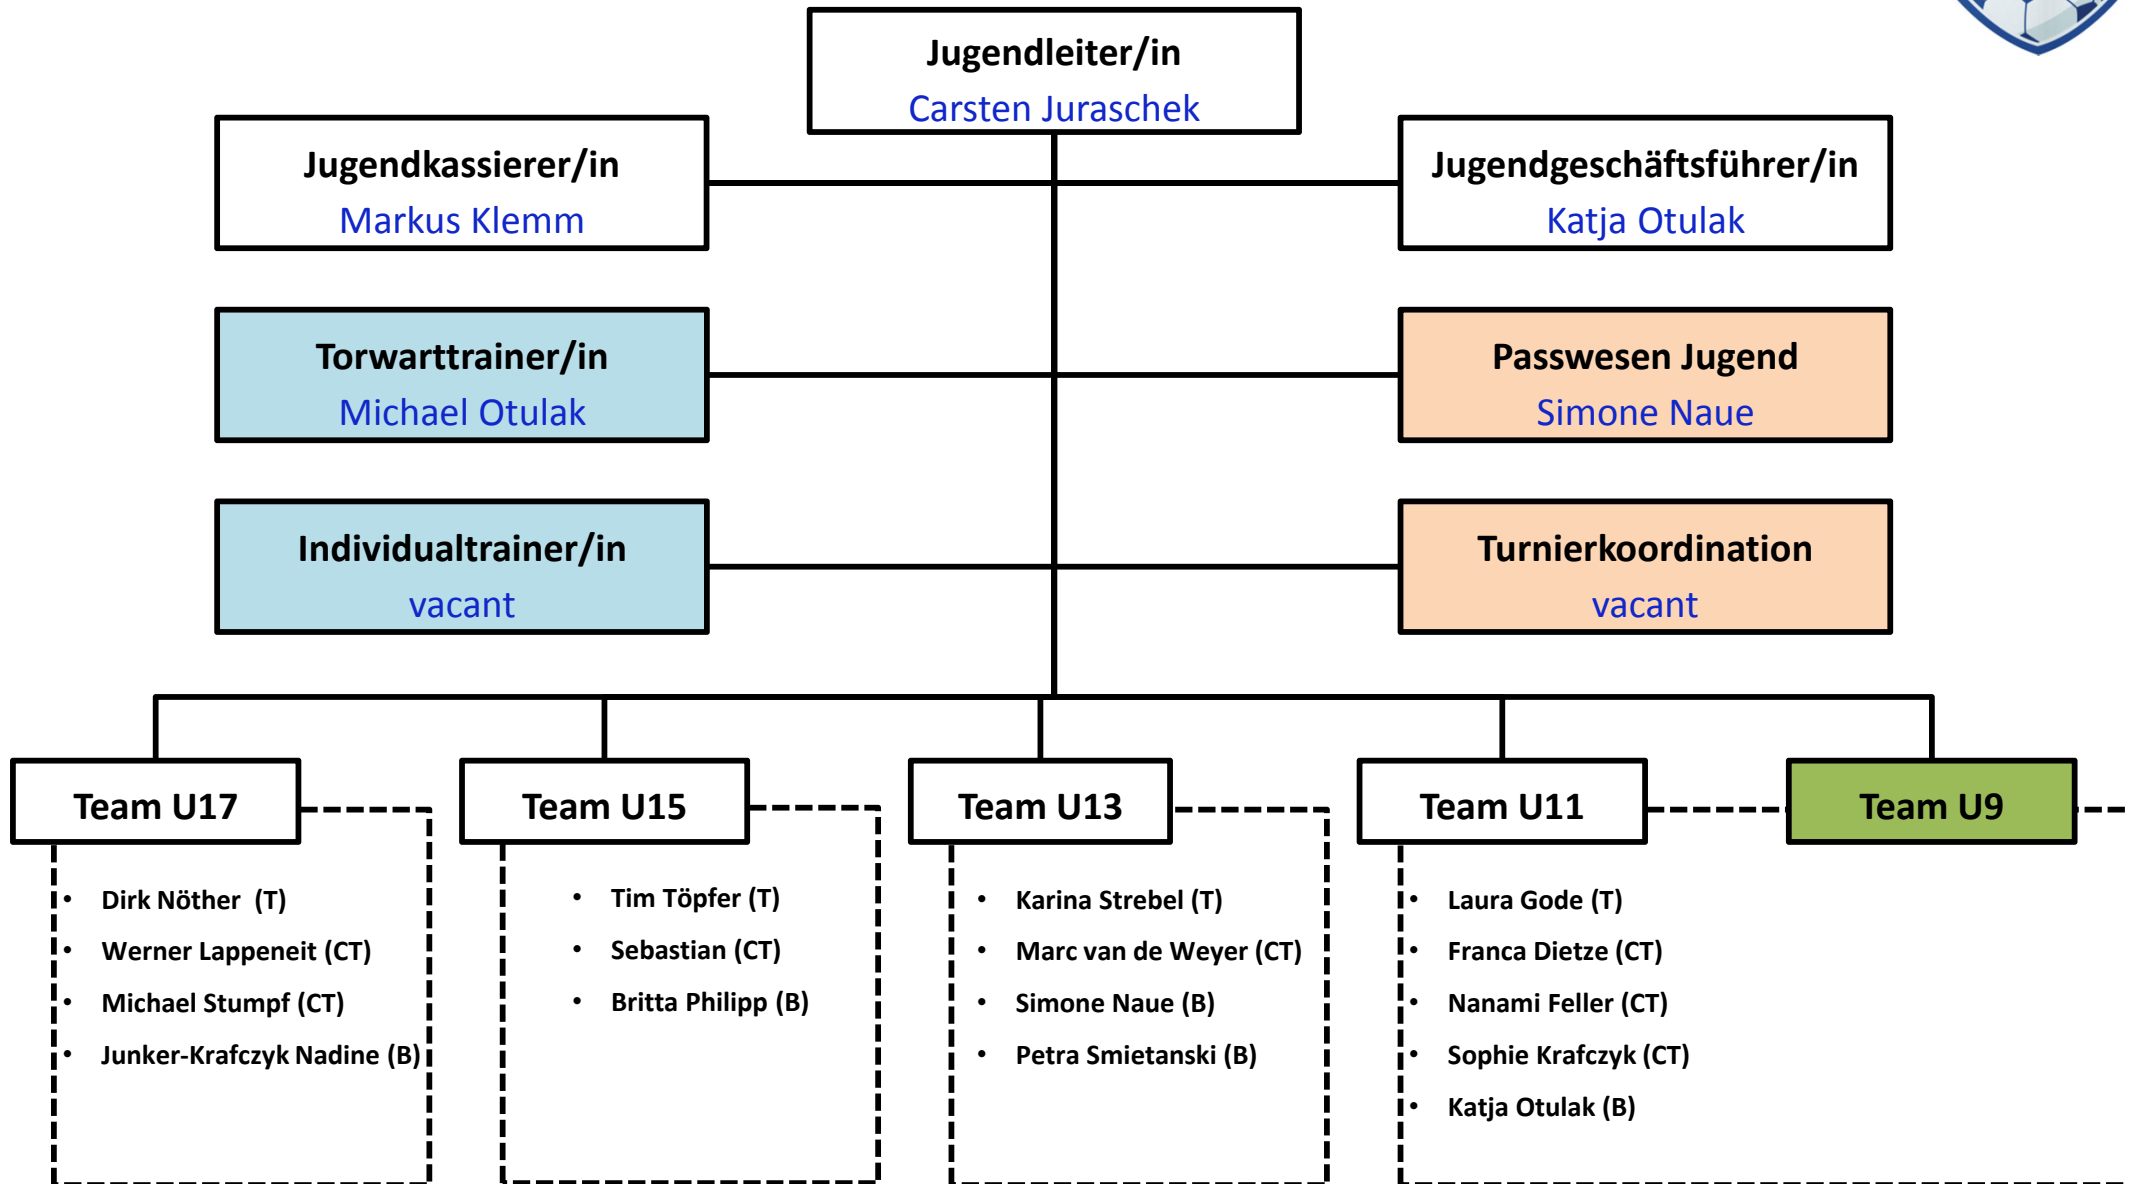 Jugendleiter/in
Carsten Juraschek
Jugendkassierer/in
Markus Klemm
Jugendgeschäftsführer/in
Katja Otulak
Torwarttrainer/in
Michael Otulak
Passwesen Jugend
Simone Naue
Individualtrainer/in
vacant
Turnierkoordination
vacant
Team U17
Team U15
Team U13
Team U11
Team U9
• Dirk Nöther (T)
• Werner Lappeneit (CT)
• Michael Stumpf (CT)
• Junker-Krafczyk Nadine (B)
• Tim Töpfer (T)
• Sebastian (CT)
• Britta Philipp (B)
• Karina Strebel (T)
• Marc van de Weyer (CT)
• Simone Naue (B)
• Petra Smietanski (B)
• Laura Gode (T)
• Franca Dietze (CT)
• Nanami Feller (CT)
• Sophie Krafczyk (CT)
• Katja Otulak (B)